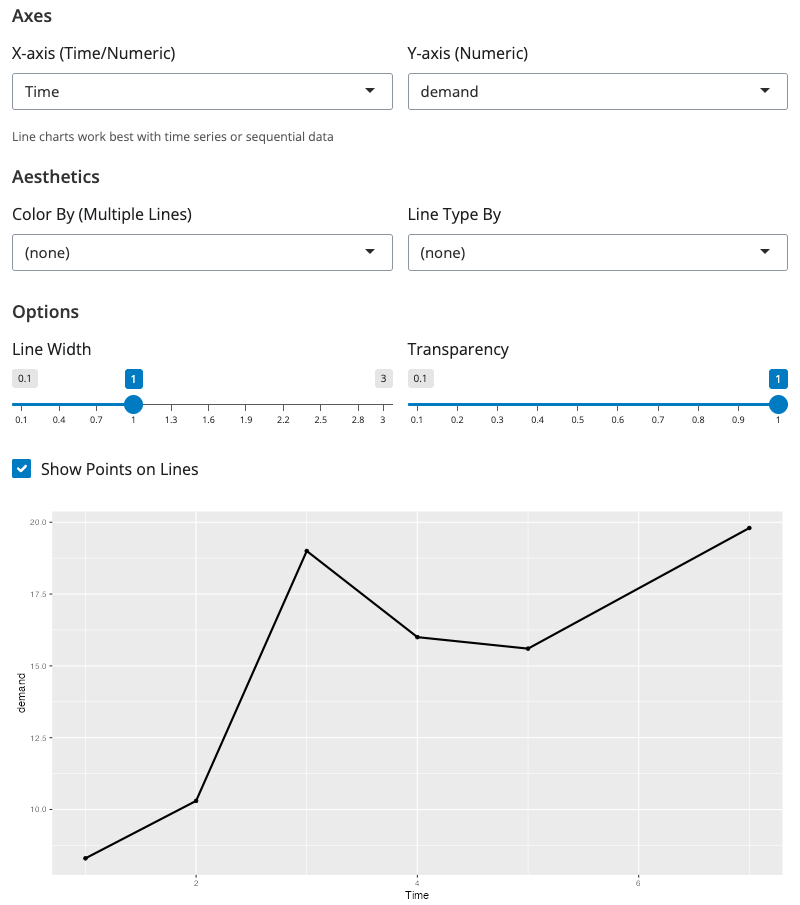 Axes
X-axis (Time/Numeric) Y-axis (Numeric)
Time demand
Line charts work best with time series or sequential data
Aesthetics
Color By (Multiple Lines) Line Type By
(none) (none)
Options
Line Width Transparency
0.1 1 3 0.1 1
0.1 0.4 0.7 1 1.3 1.6 1.9 2.2 2.5 2.8 3 0.1 0.2 0.3 0.4 0.5 0.6 0.7 0.8 0.9 1
Show Points on Lines
20.0
17.5
15.0
demand
12.5
10.0
2 4 6
Time